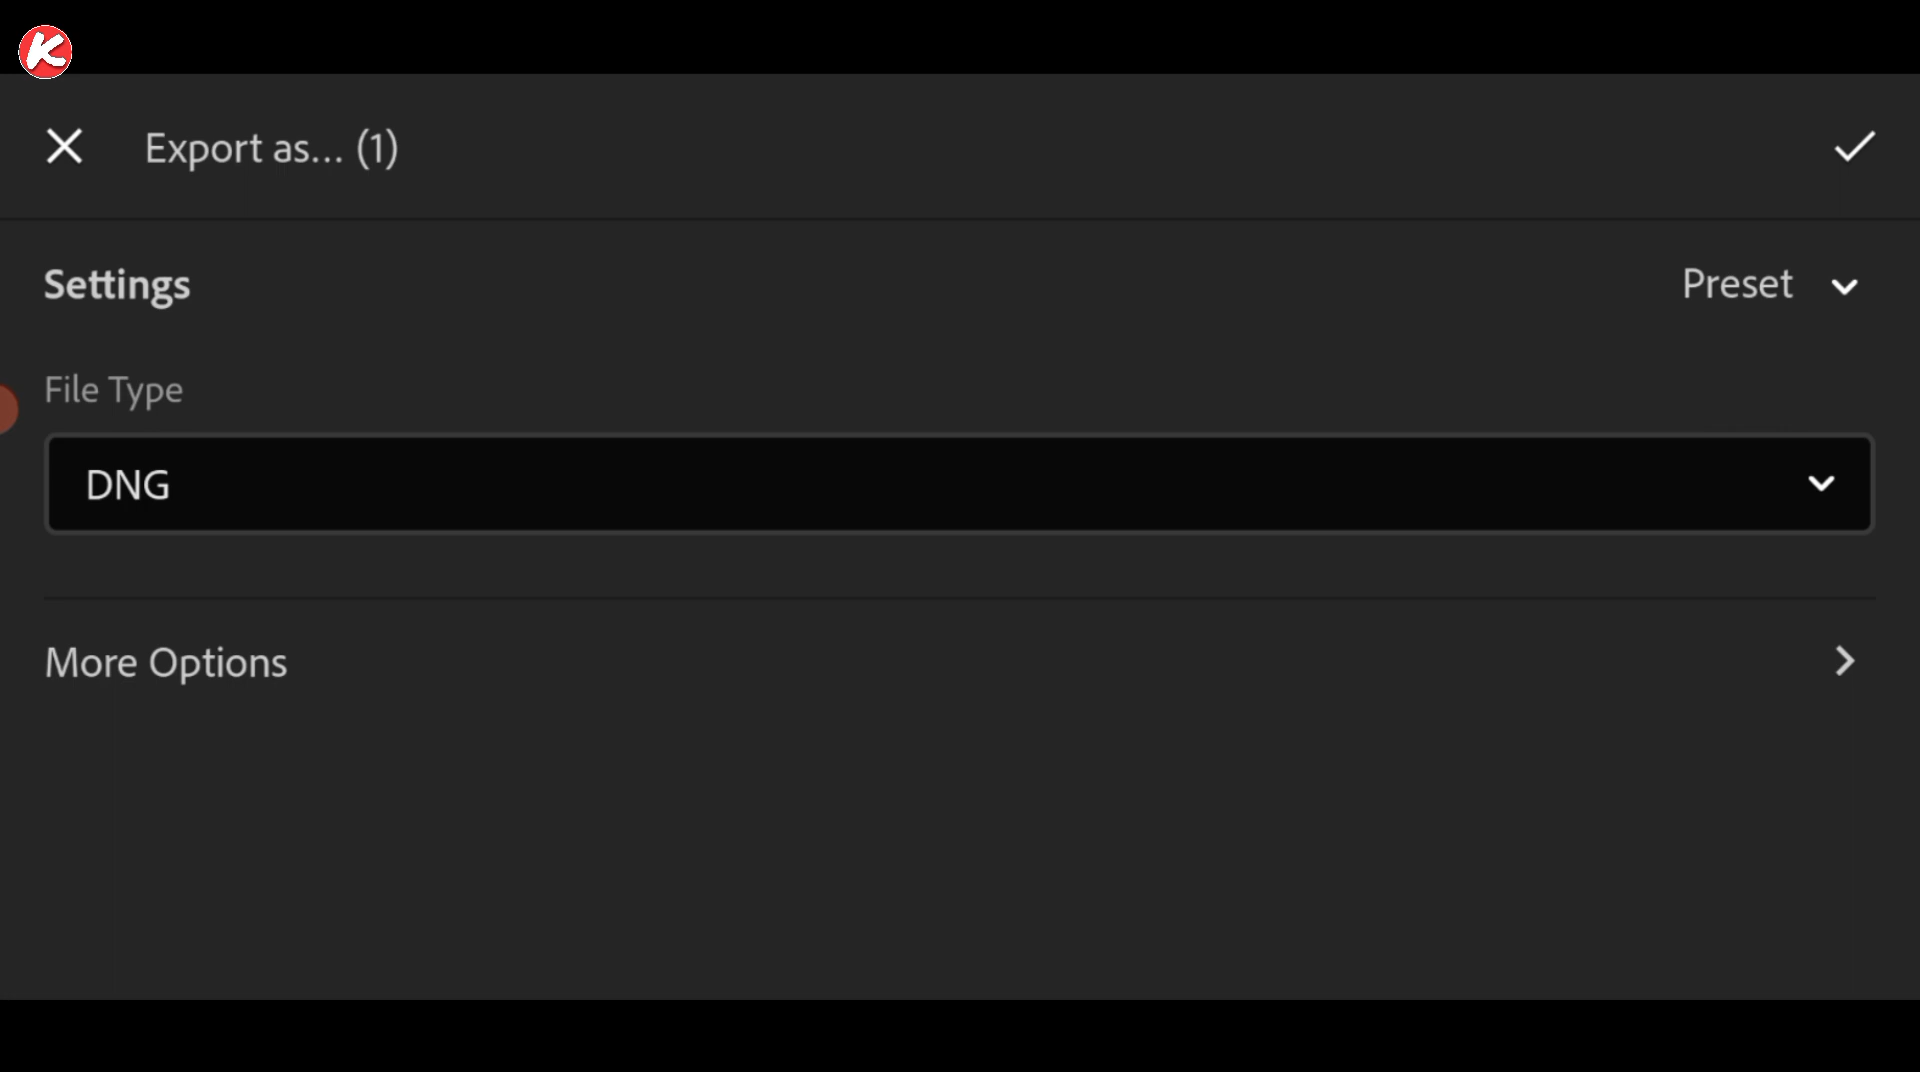 K
Export as... (1)
Settings
Preset
File Type
DNG
More Options